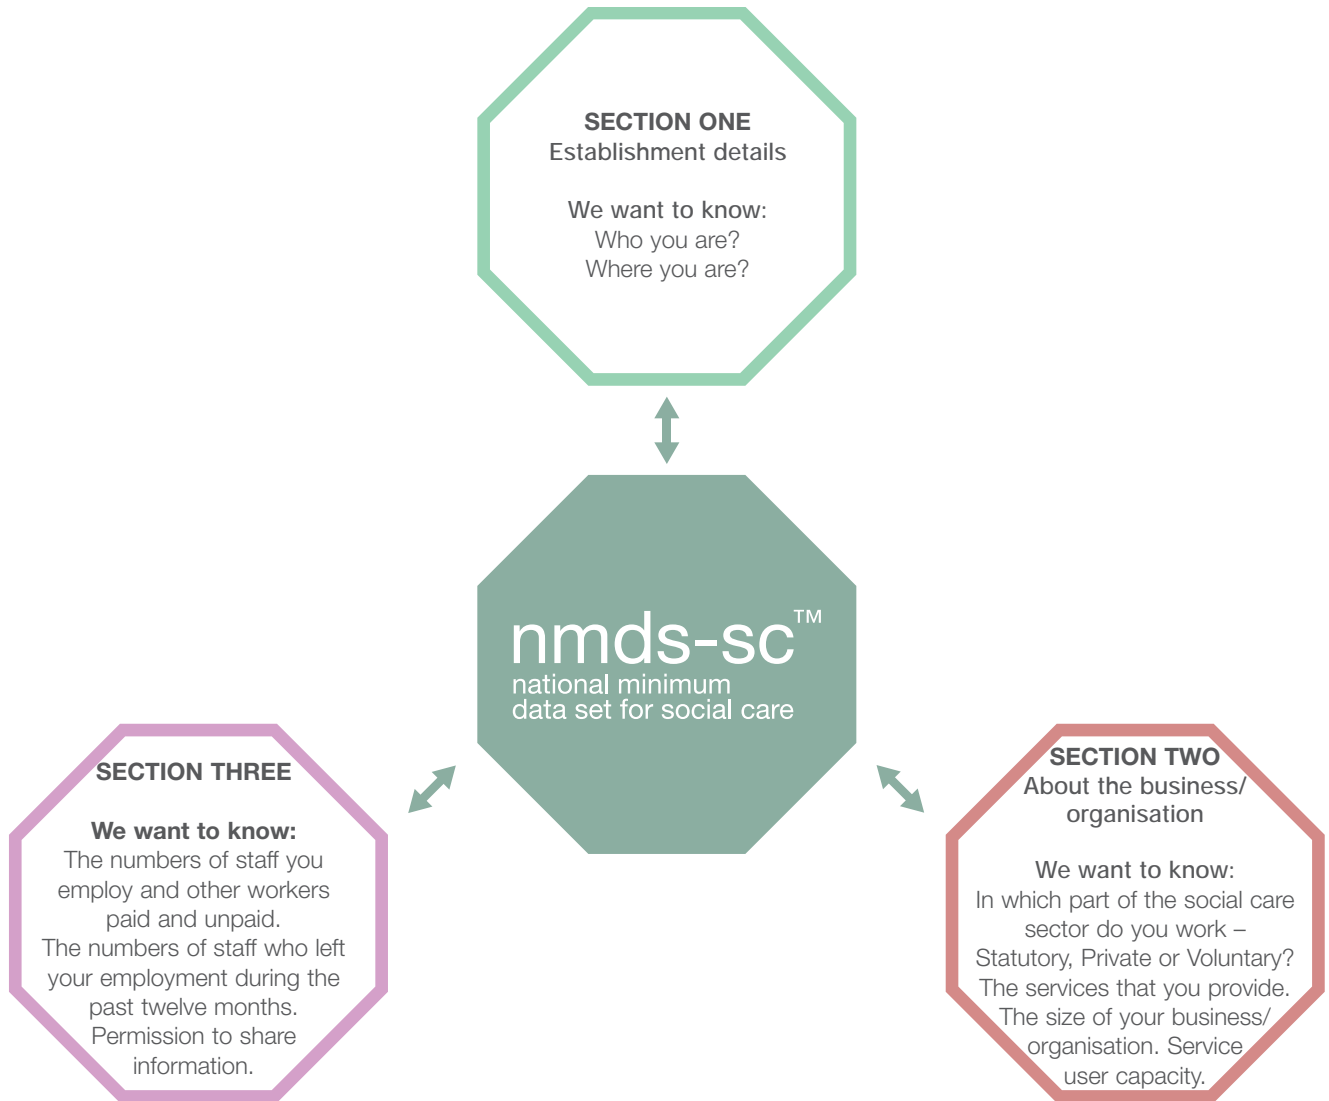 SECTION ONE
Establishment details
We want to know:
Who you are?
Where you are?
nmds-sc™
national minimum
data set for social care
SECTION THREE
We want to know:
The numbers of staff you
employ and other workers
paid and unpaid.
The numbers of staff who left
your employment during the
past twelve months.
Permission to share
information.
SECTION TWO
About the business/
organisation
We want to know:
In which part of the social care
sector do you work –
Statutory, Private or Voluntary?
The services that you provide.
The size of your business/
organisation. Service
user capacity.